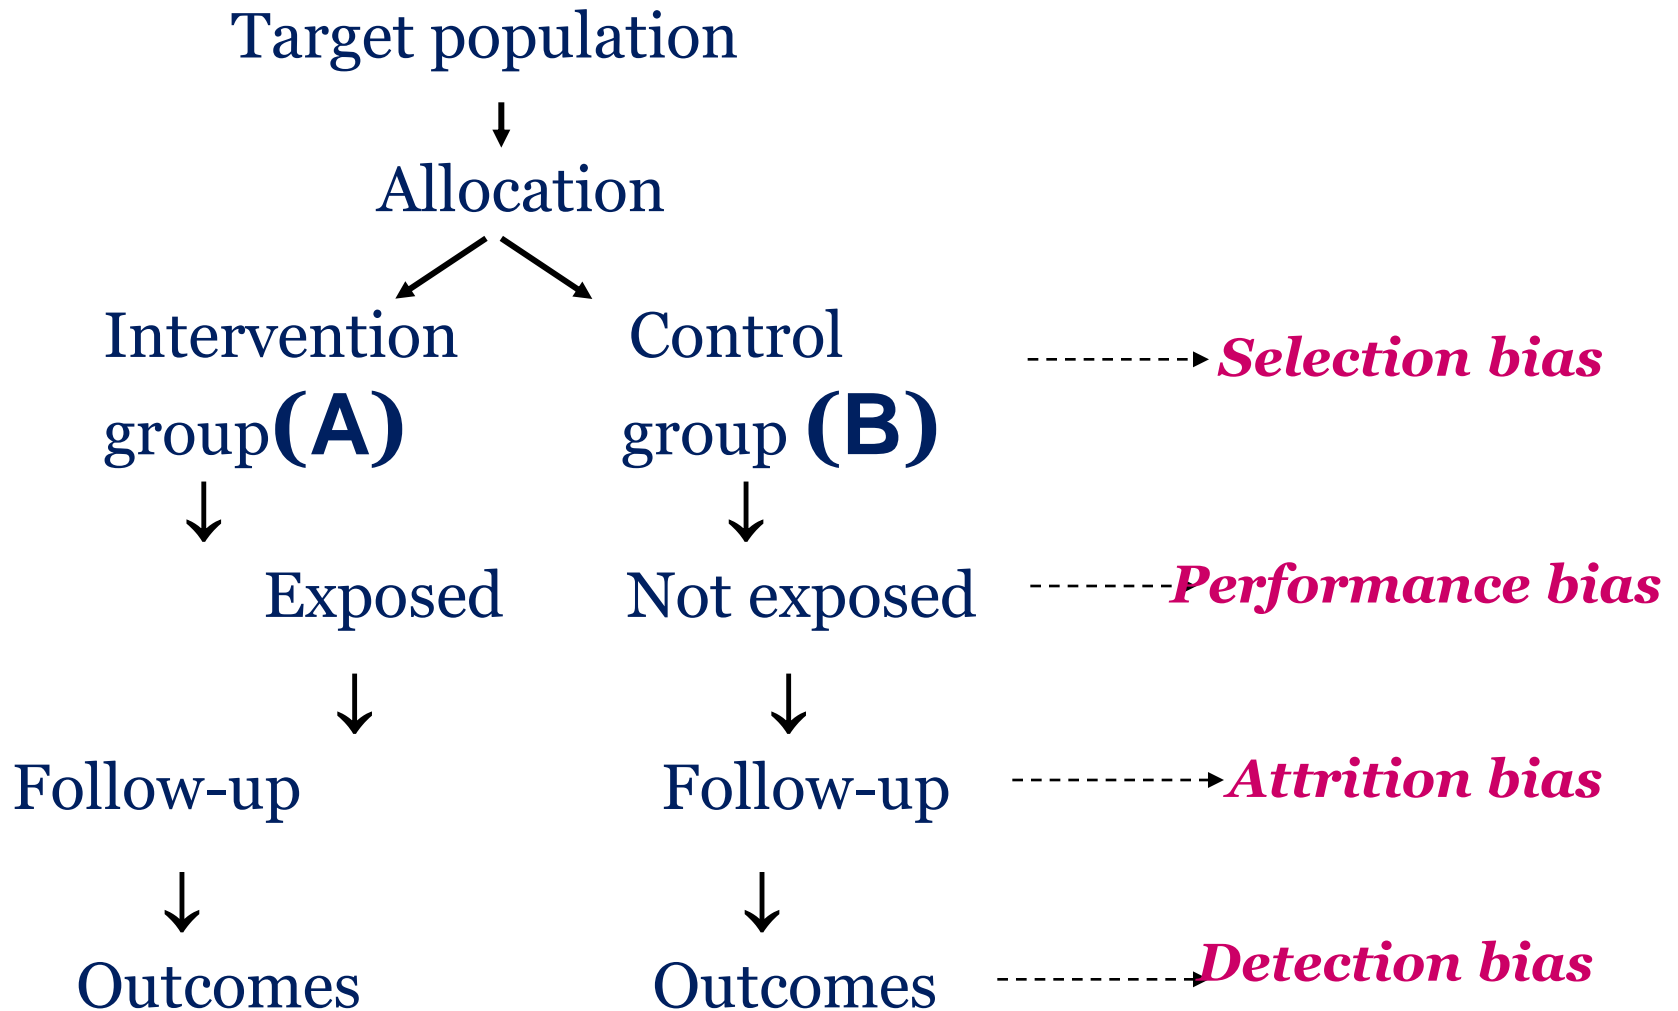 Target population
Allocation
Intervention
group(A)
Control
group (B)
Selection bias
Exposed
Not exposed
Performance bias
Follow-up
Follow-up
Attrition bias
Outcomes
Outcomes
Detection bias